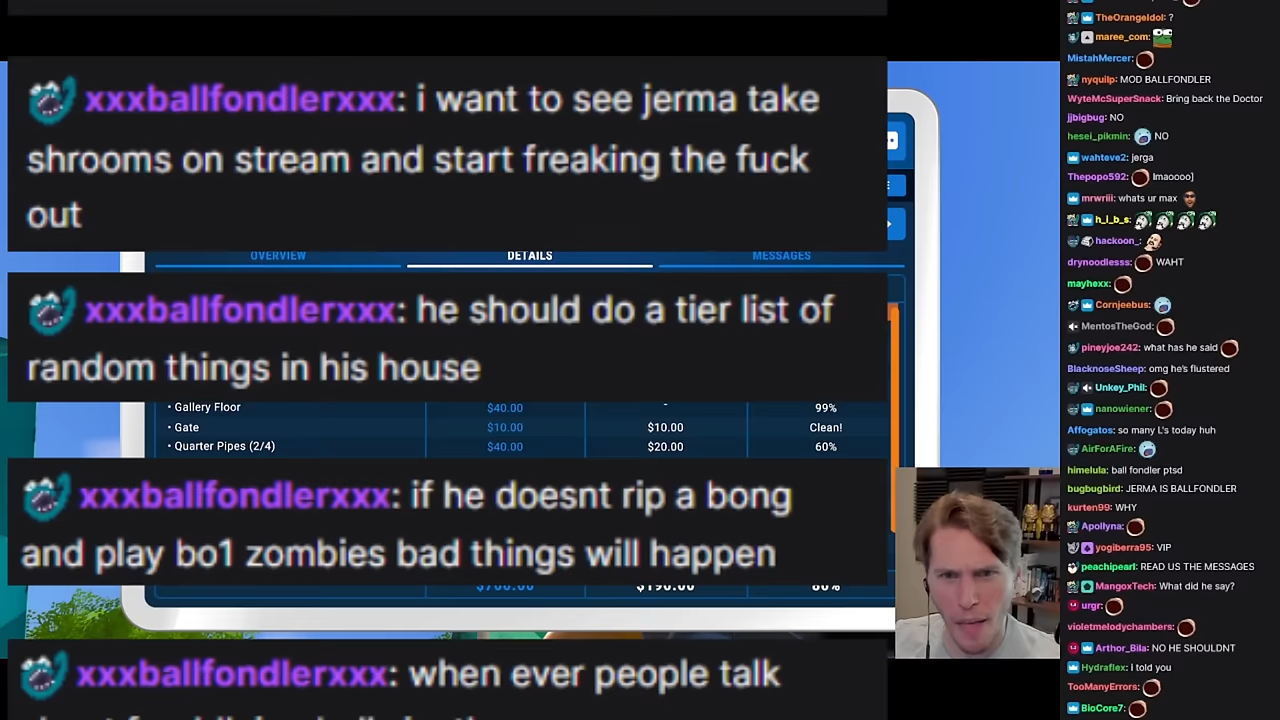 xxxballfondlerxxx: i want to see jerma take
shrooms on stream and start freaking the fuck
out
OVERVIEW DETAILS MESSAGES
xxxballfondlerxxx: he should do a tier list of
random things in his house
• Gallery Floor $40.00 - 99%
• Gate $10.00 $10.00 Clean!
• Quarter Pipes (2/4) $40.00 $20.00 60%
xxxballfondlerxxx: if he doesnt rip a bong
and play bo1 zombies bad things will happen
$190.00
xxxballfondlerxxx: when ever people talk
TheOrangeIdol: ?
maree_com:
MistahMercer:
nyquilp: MOD BALLFONDLER
WyteMcSuperSnack: Bring back the Doctor
jjbigbug: NO
hesei_pikmin: NO
wahteve2: jerga
Thepopo592: lmaoooo]
mrwriii: whats ur max
h_l_b_s:
hackoon_:
drynoodlesss: WAHT
mayhexx:
Cornjeebus:
MentosTheGod:
pineyjoe242: what has he said
BlacknoseSheep: omg he's flustered
Unkey_Phil:
nanowiener:
Affogatos: so many L's today huh
AirForAFire:
himelula: ball fondler ptsd
bugbugbird: JERMA IS BALLFONDLER
kurten99: WHY
Apollyna:
yogiberra95: VIP
peachipearl: READ US THE MESSAGES
MangoxTech: What did he say?
urgr:
violetmelodychambers:
Arthor_Bila: NO HE SHOULDNT
Hydraflex: i told you
TooManyErrors:
BioCore7: